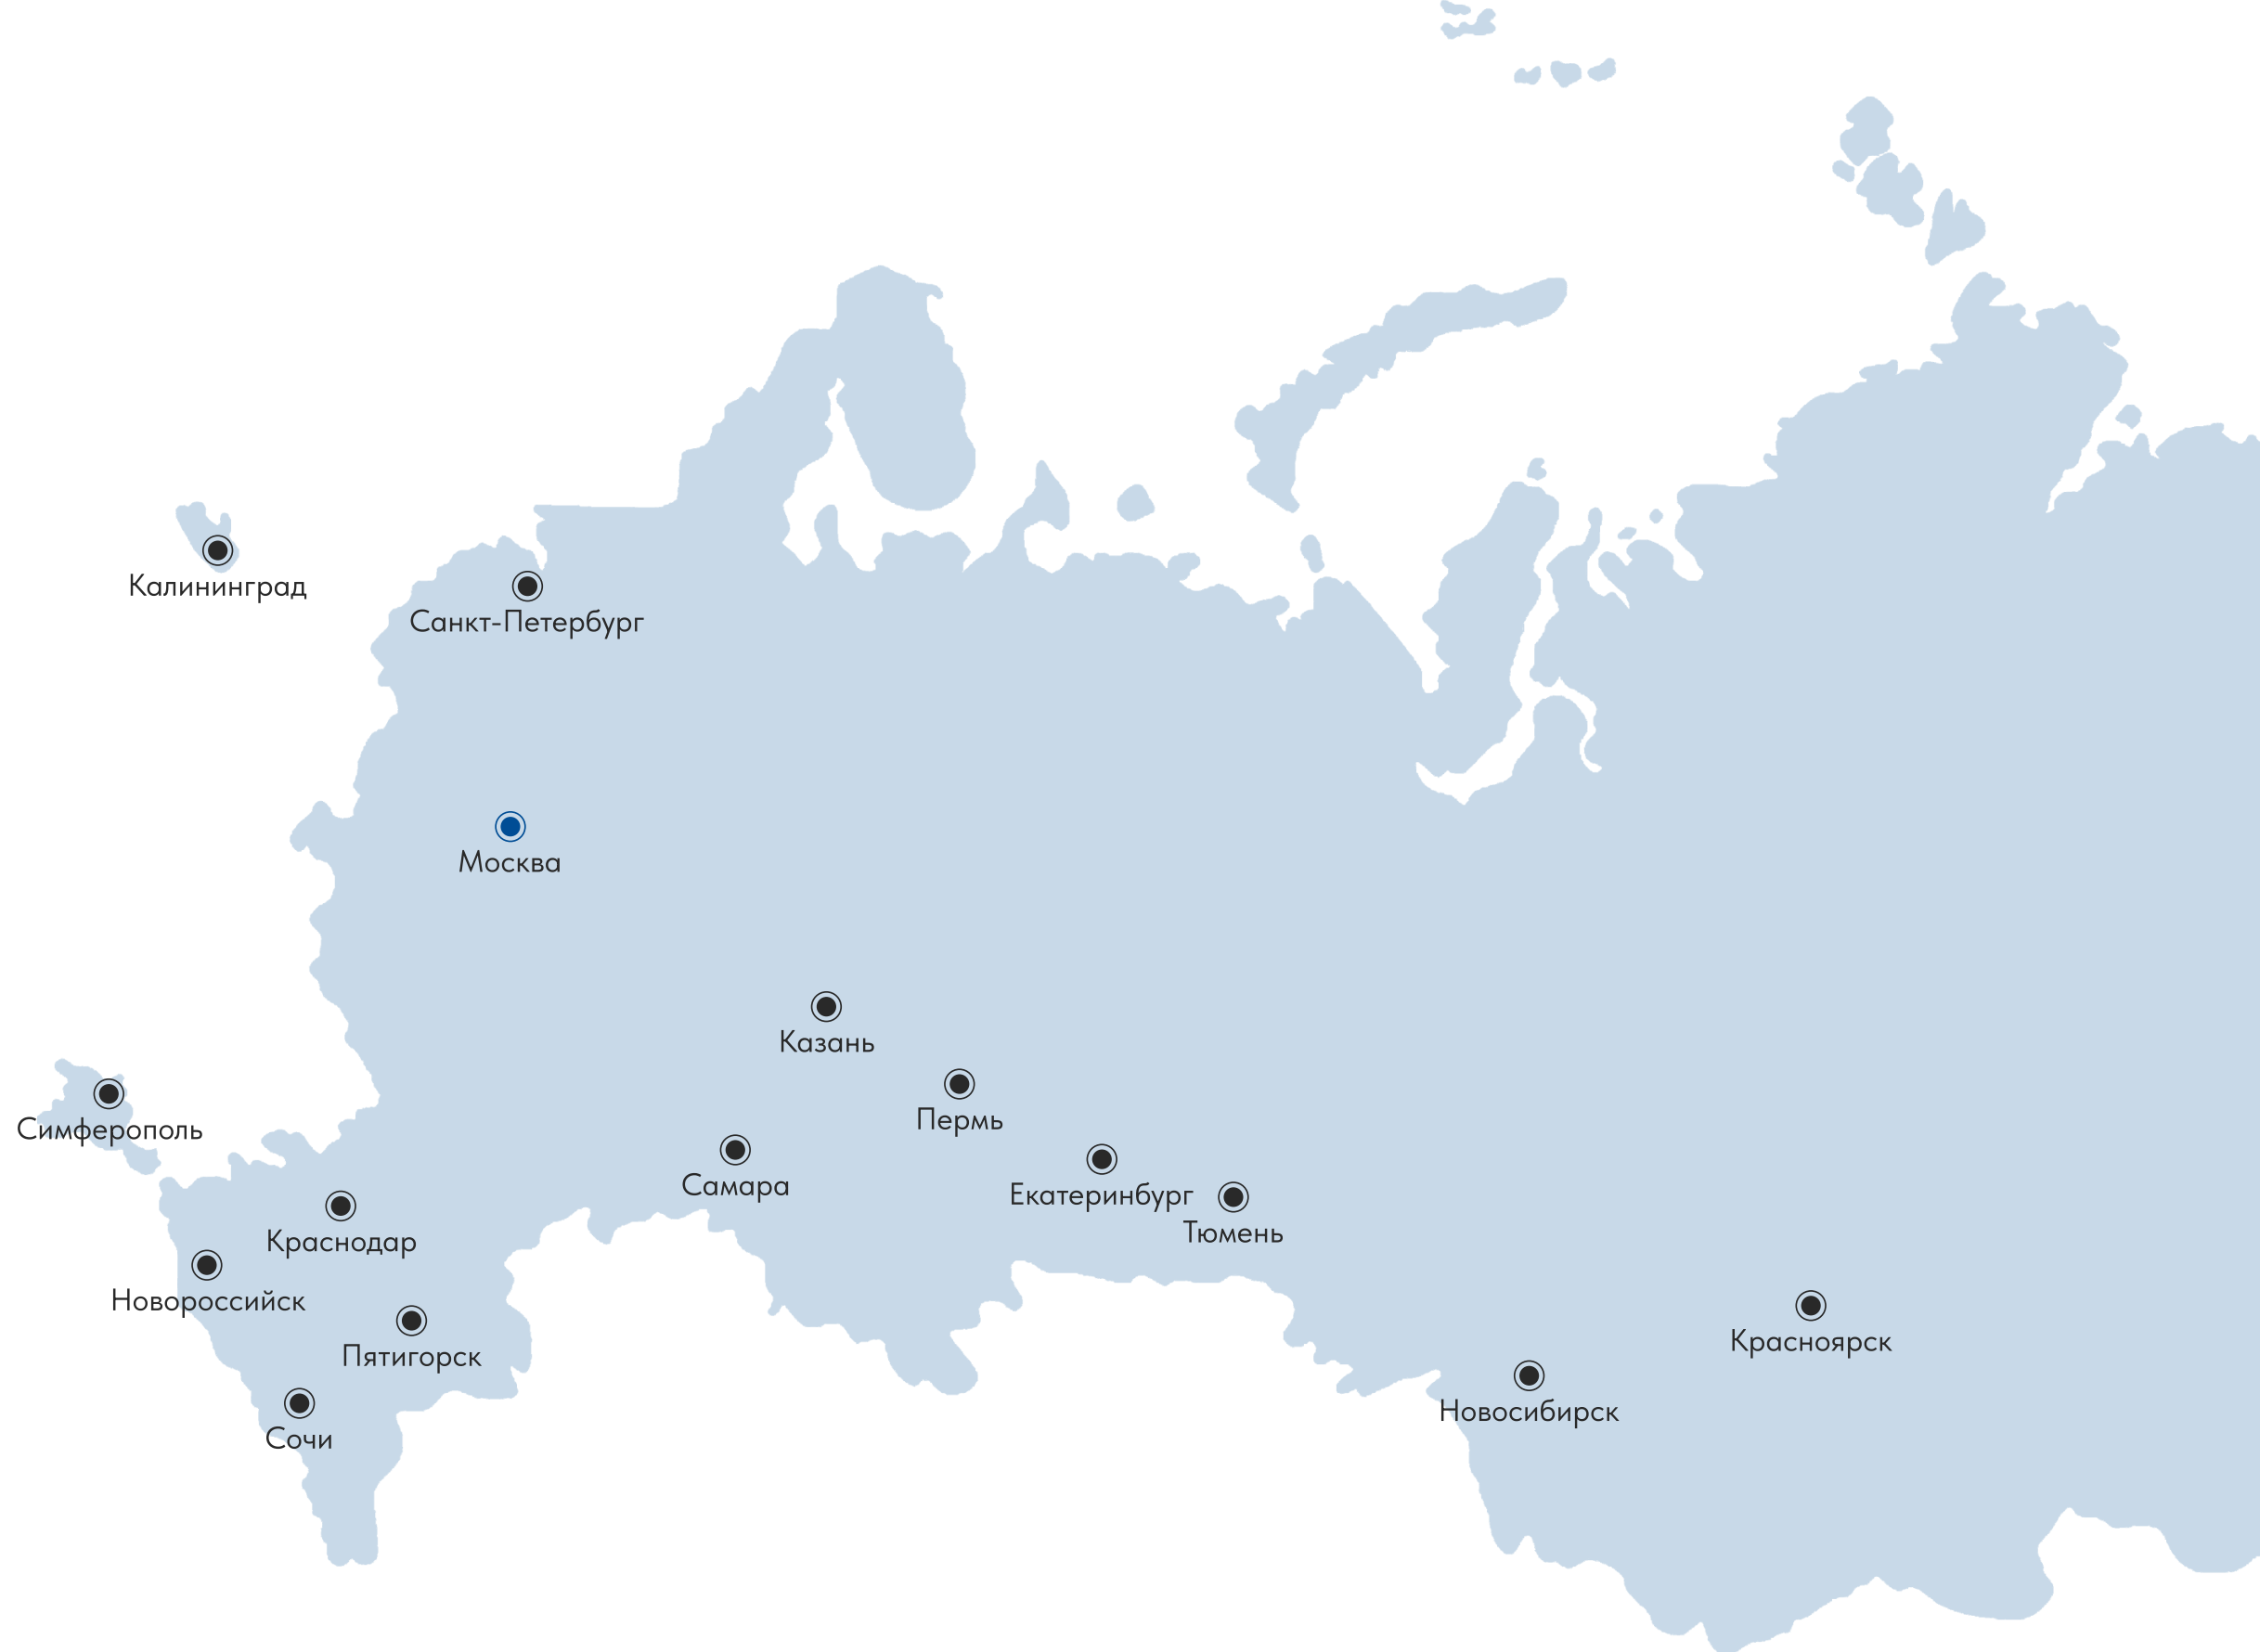 Калининград
Санкт-Петербург
Москва
Казань
Пермь
Симферополь
Самара
Екатеринбург
Тюмень
Краснодар
Новороссийск
Красноярск
Пятигорск
Новосибирск
Сочи